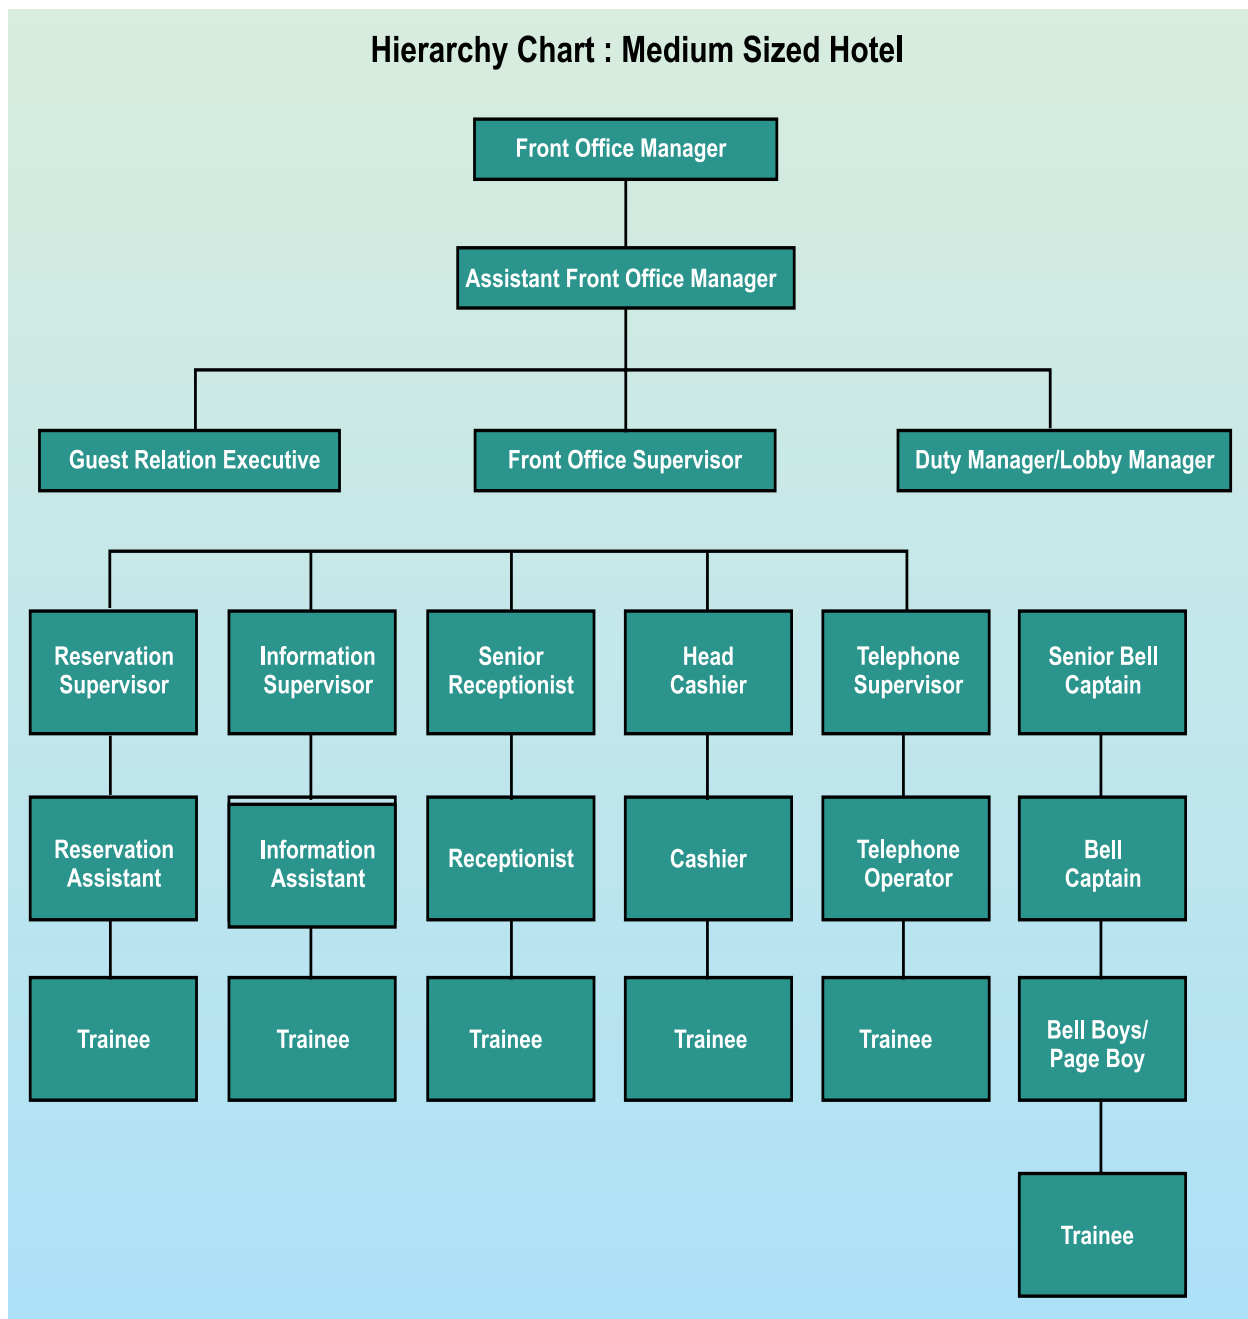 Hierarchy Chart : Medium Sized Hotel
Front Office Manager
Assistant Front Office Manager
Guest Relation Executive
Front Office Supervisor
Duty Manager/Lobby Manager
Reservation
Supervisor
Information
Supervisor
Senior
Receptionist
Head
Cashier
Telephone
Supervisor
Senior Bell
Captain
Reservation
Assistant
Information
Assistant
Receptionist
Cashier
Telephone
Operator
Bell
Captain
Trainee
Trainee
Trainee
Trainee
Trainee
Bell Boys/
Page Boy
Trainee